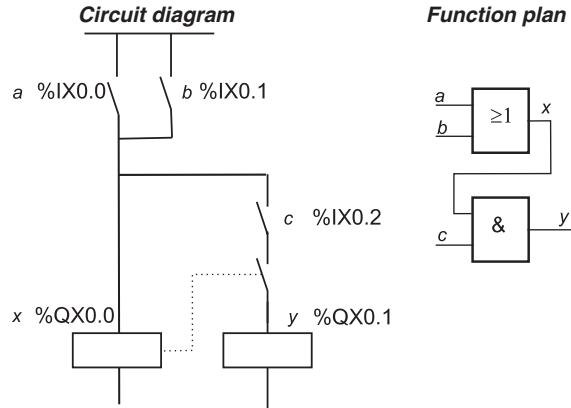 Circuit diagram
a %IX0.0
b %IX0.1
c %IX0.2
x %QX0.0
y %QX0.1
Function plan
a
b
≥1
x
c
&
y